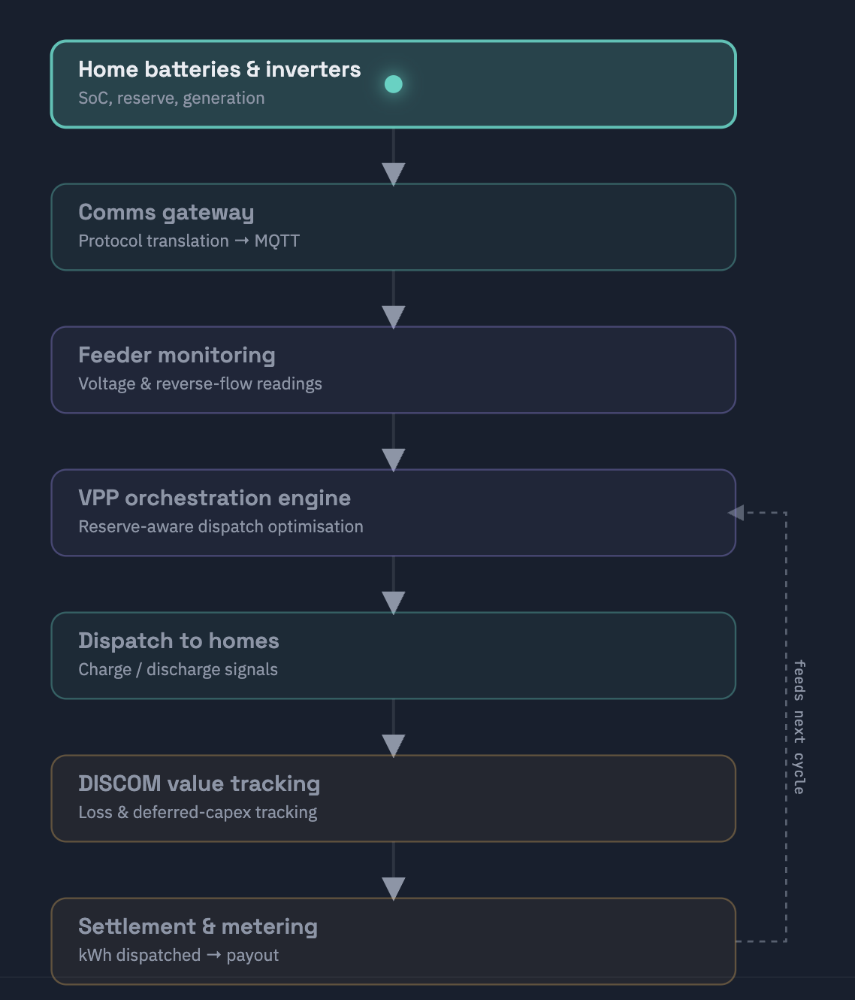 Home batteries & inverters
SoC, reserve, generation
Comms gateway
Protocol translation → MQTT
Feeder monitoring
Voltage & reverse-flow readings
VPP orchestration engine
Reserve-aware dispatch optimisation
Dispatch to homes
Charge / discharge signals
feeds next cycle
DISCOM value tracking
Loss & deferred-capex tracking
Settlement & metering
kWh dispatched → payout